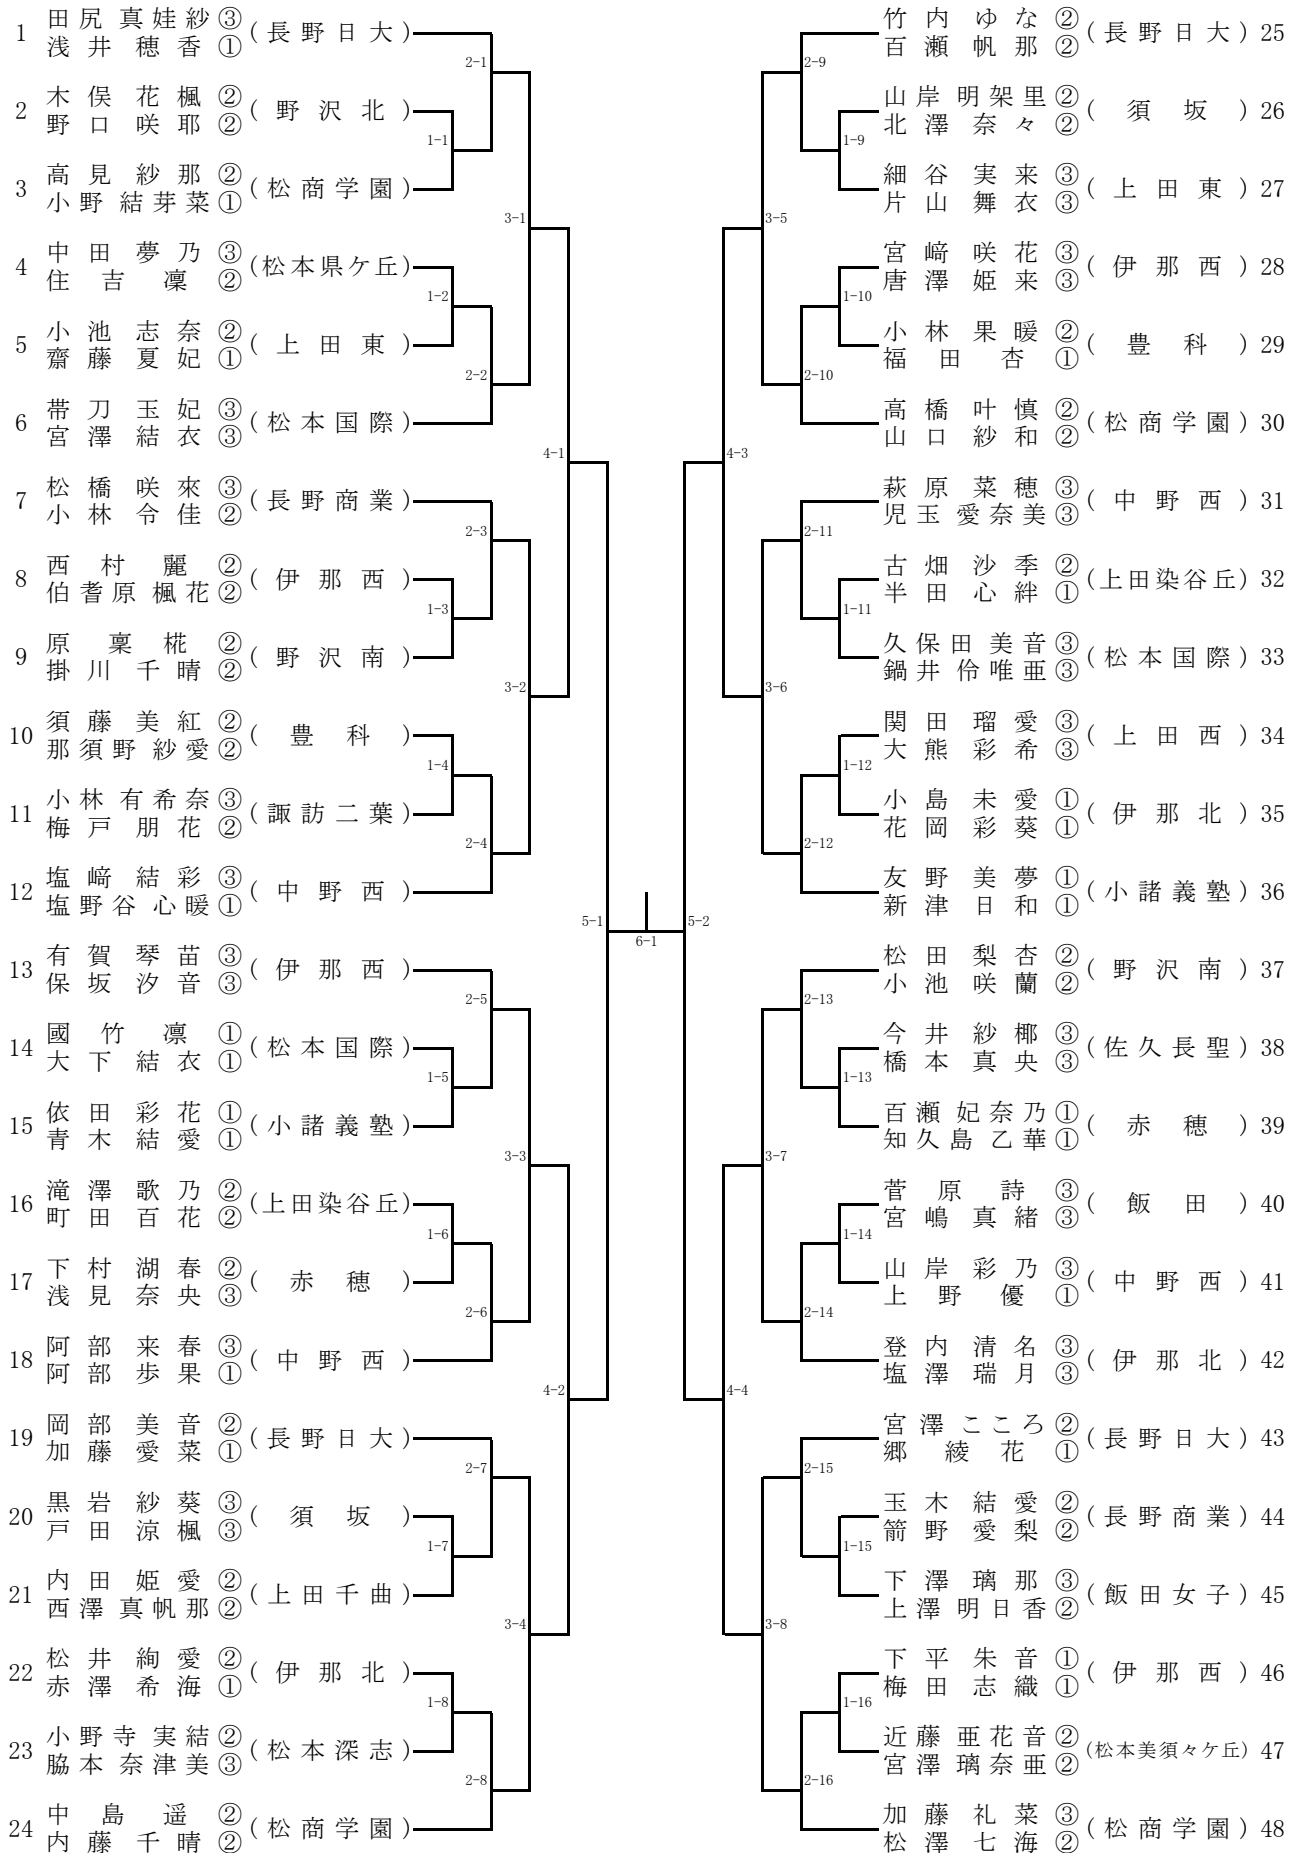 1 田尻 真娃紗 ③ (長野日大)
浅井 穂香 ①
2-1
2 木俣 花楓 ② (野沢北)
野口 咲耶 ②
1-1
3 高見 紗那 ② (松商学園)
小野 結芽菜 ①
3-1
4 中田 夢乃 ③ (松本県ケ丘)
住吉 凜 ②
1-2
5 小池 志奈 ② (上田東)
齋藤 夏妃 ①
2-2
6 帯刀 玉妃 ③ (松本国際)
宮澤 結衣 ③
4-1
7 松橋 咲來 ③ (長野商業)
小林 令佳 ②
2-3
8 西村 麗 ② (伊那西)
伯耆原 楓花 ②
1-3
9 原 稟椛 ② (野沢南)
掛川 千晴 ②
3-2
10 須藤 美紅 ② (豊科)
那須野 紗愛 ②
1-4
11 小林 有希奈 ③ (諏訪二葉)
梅戸 朋花 ②
2-4
12 塩﨑 結彩 ③ (中野西)
塩野谷 心暖 ①
5-1
13 有賀 琴苗 ③ (伊那西)
保坂 汐音 ③
2-5
14 國竹 凛 ① (松本国際)
大下 結衣 ①
1-5
15 依田 彩花 ① (小諸義塾)
青木 結愛 ①
3-3
16 滝澤 歌乃 ② (上田染谷丘)
町田 百花 ②
1-6
17 下村 湖春 ② (赤穂)
浅見 奈央 ③
2-6
18 阿部 来春 ③ (中野西)
阿部 歩果 ①
4-2
19 岡部 美音 ② (長野日大)
加藤 愛菜 ①
2-7
20 黒岩 紗葵 ③ (須坂)
戸田 涼楓 ③
1-7
21 内田 姫愛 ② (上田千曲)
西澤 真帆那 ②
3-4
22 松井 絢愛 ② (伊那北)
赤澤 希海 ①
1-8
23 小野寺 実結 ② (松本深志)
脇本 奈津美 ③
2-8
24 中島 遥 ② (松商学園)
内藤 千晴 ②
6-1
竹内 ゆな ② (長野日大) 25
百瀬 帆那 ②
2-9
山岸 明架里 ② (須坂) 26
北澤 奈々 ②
1-9
細谷 実来 ③ (上田東) 27
片山 舞衣 ③
3-5
宮﨑 咲花 ③ (伊那西) 28
唐澤 姫来 ③
1-10
小林 果暖 ② (豊科) 29
福田 杏 ①
2-10
高橋 叶慎 ② (松商学園) 30
山口 紗和 ②
4-3
萩原 菜穂 ③ (中野西) 31
児玉 愛奈美 ③
2-11
古畑 沙季 ② (上田染谷丘) 32
半田 心絆 ①
1-11
久保田 美音 ③ (松本国際) 33
鍋井 伶唯亜 ③
3-6
関田 瑠愛 ③ (上田西) 34
大熊 彩希 ③
1-12
小島 未愛 ① (伊那北) 35
花岡 彩葵 ①
2-12
友野 美夢 ① (小諸義塾) 36
新津 日和 ①
5-2
松田 梨杏 ② (野沢南) 37
小池 咲蘭 ②
2-13
今井 紗椰 ③ (佐久長聖) 38
橋本 真央 ③
1-13
百瀬 妃奈乃 ① (赤穂) 39
知久島 乙華 ①
3-7
菅原 詩 ③ (飯田) 40
宮嶋 真緒 ③
1-14
山岸 彩乃 ③ (中野西) 41
上野 優 ①
2-14
登内 清名 ③ (伊那北) 42
塩澤 瑞月 ③
4-4
宮澤 こころ ② (長野日大) 43
郷 綾花 ①
2-15
玉木 結愛 ② (長野商業) 44
箭野 愛梨 ②
1-15
下澤 璃那 ③ (飯田女子) 45
上澤 明日香 ②
3-8
下平 朱音 ① (伊那西) 46
梅田 志織 ①
1-16
近藤 亜花音 ② (松本美須々ケ丘) 47
宮澤 璃奈亜 ②
2-16
加藤 礼菜 ③ (松商学園) 48
松澤 七海 ②